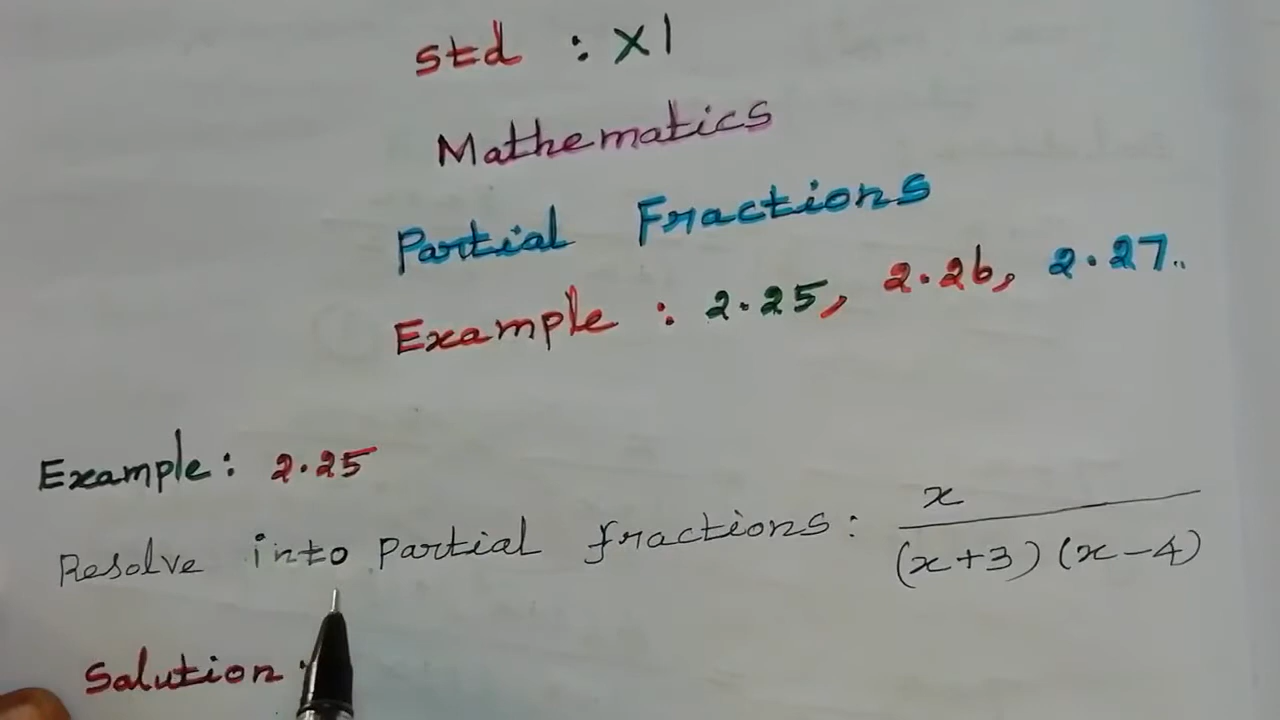 Std : XI
Mathematics
Partial Fractions
Example : 2.25, 2.26, 2.27..
Example: 2.25
Resolve into Partial fractions: x
(x+3)(x-4)
Solution: